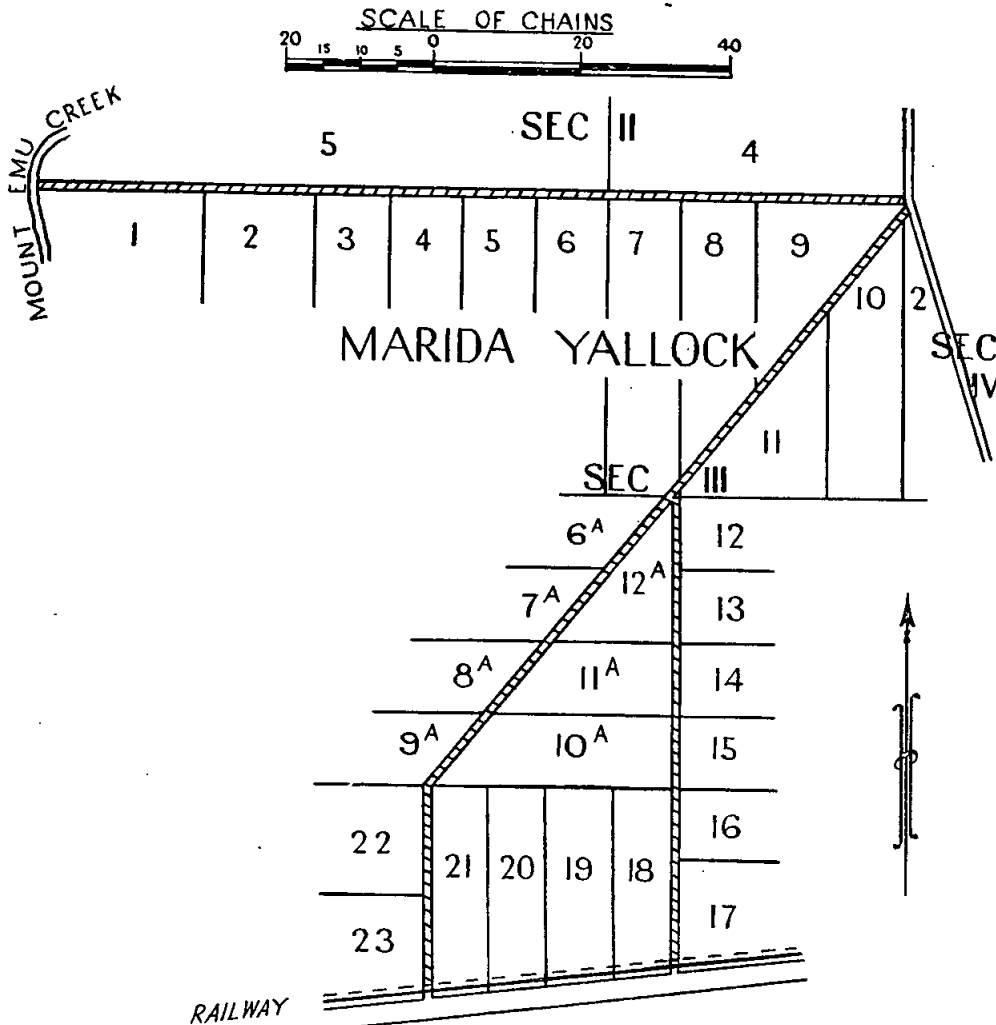 SCALE OF CHAINS
20 15 10 5 0 20 40
MOUNT EMU CREEK
5 SEC II 4
1 2 3 4 5 6 7 8 9
10 2
MARIDA YALLOCK
SEC IV
11
SEC III
6A 12
12A
7A 13
8A 11A 14
9A 10A 15
22 16
21 20 19 18
23 17
RAILWAY